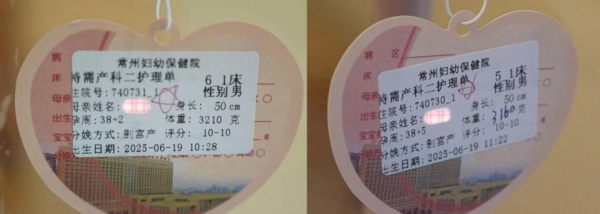 常州妇幼保健院
特需产科二护理单 6 1床
住院号:740731_1 性别男
母亲姓名: 身长: 50cm
孕周:38+2 体重: 3210 克
分娩方式:剖宫产 评分: 10-10
出生日期:2025-06-19 10:28
病 区
常州妇幼保健院
特需产科二护理单 5 1床
住院号:740730_1 性别男
母亲姓名: 身长: 50cm
孕周:38+5 体重: 3160 克
分娩方式:剖宫产 评分: 10-10
出生日期:2025-06-19 11:22